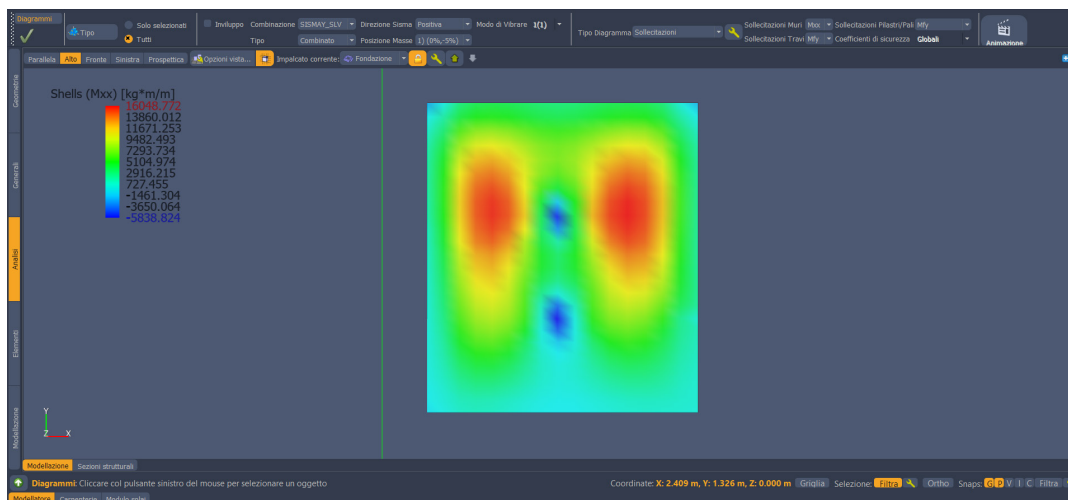 Diagrammi
Tipo
Solo selezionati
Tutti
Inviluppo Combinazione SISMAY_SLV Direzione Sisma Positiva Modo di Vibrare 1(1)
Tipo Combinato Posizione Masse 1) (0%,-5%)
Tipo Diagramma Sollecitazioni
Sollecitazioni Muri Mxx Sollecitazioni Pilastri/Pali Mfy
Sollecitazioni Travi Mfy Coefficienti di sicurezza Globali
Animazione
Parallela Alto Fronte Sinistra Prospettica Opzioni vista... Impalcato corrente: Fondazione
Geometrie
Generali
Analisi
Elementi
Modellazione
Shells (Mxx) [kg*m/m]
16048.772
13860.012
11671.253
9482.493
7293.734
5104.974
2916.215
727.455
-1461.304
-3650.064
-5838.824
Y
Z X
Modellazione Sezioni strutturali
Diagrammi: Cliccare col pulsante sinistro del mouse per selezionare un oggetto
Coordinate: X: 2.409 m, Y: 1.326 m, Z: 0.000 m Griglia Selezione: Filtra Ortho Snaps: G P V I C Filtra
Modellatore Carpenterie Modulo solai